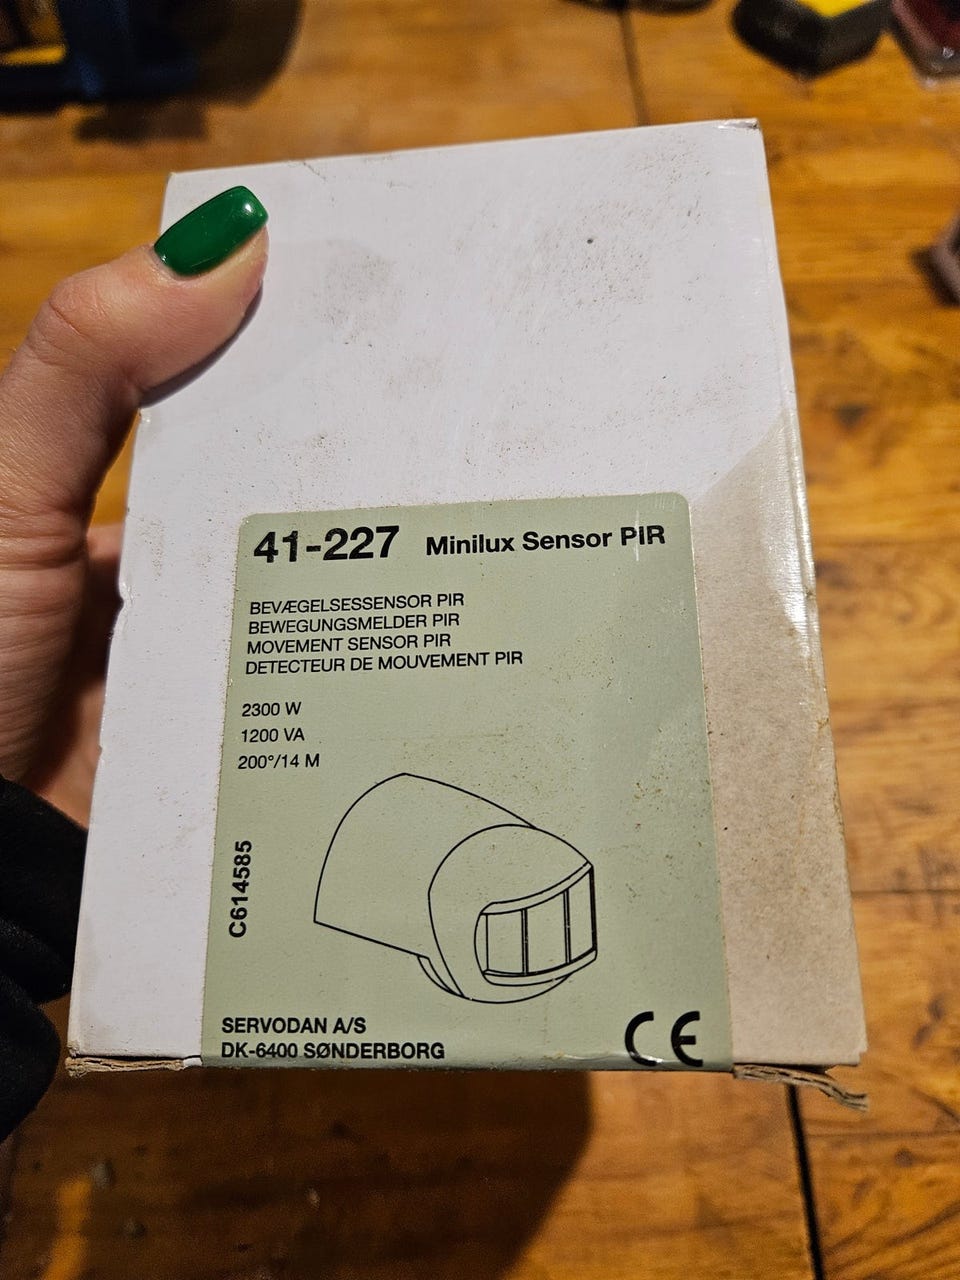 41-227 Minilux Sensor PIR
BEVÆGELSESSENSOR PIR
BEWEGUNGSMELDER PIR
MOVEMENT SENSOR PIR
DETECTEUR DE MOUVEMENT PIR
2300 W
1200 VA
200°/14 M
C614585
SERVODAN A/S
DK-6400 SØNDERBORG
CE